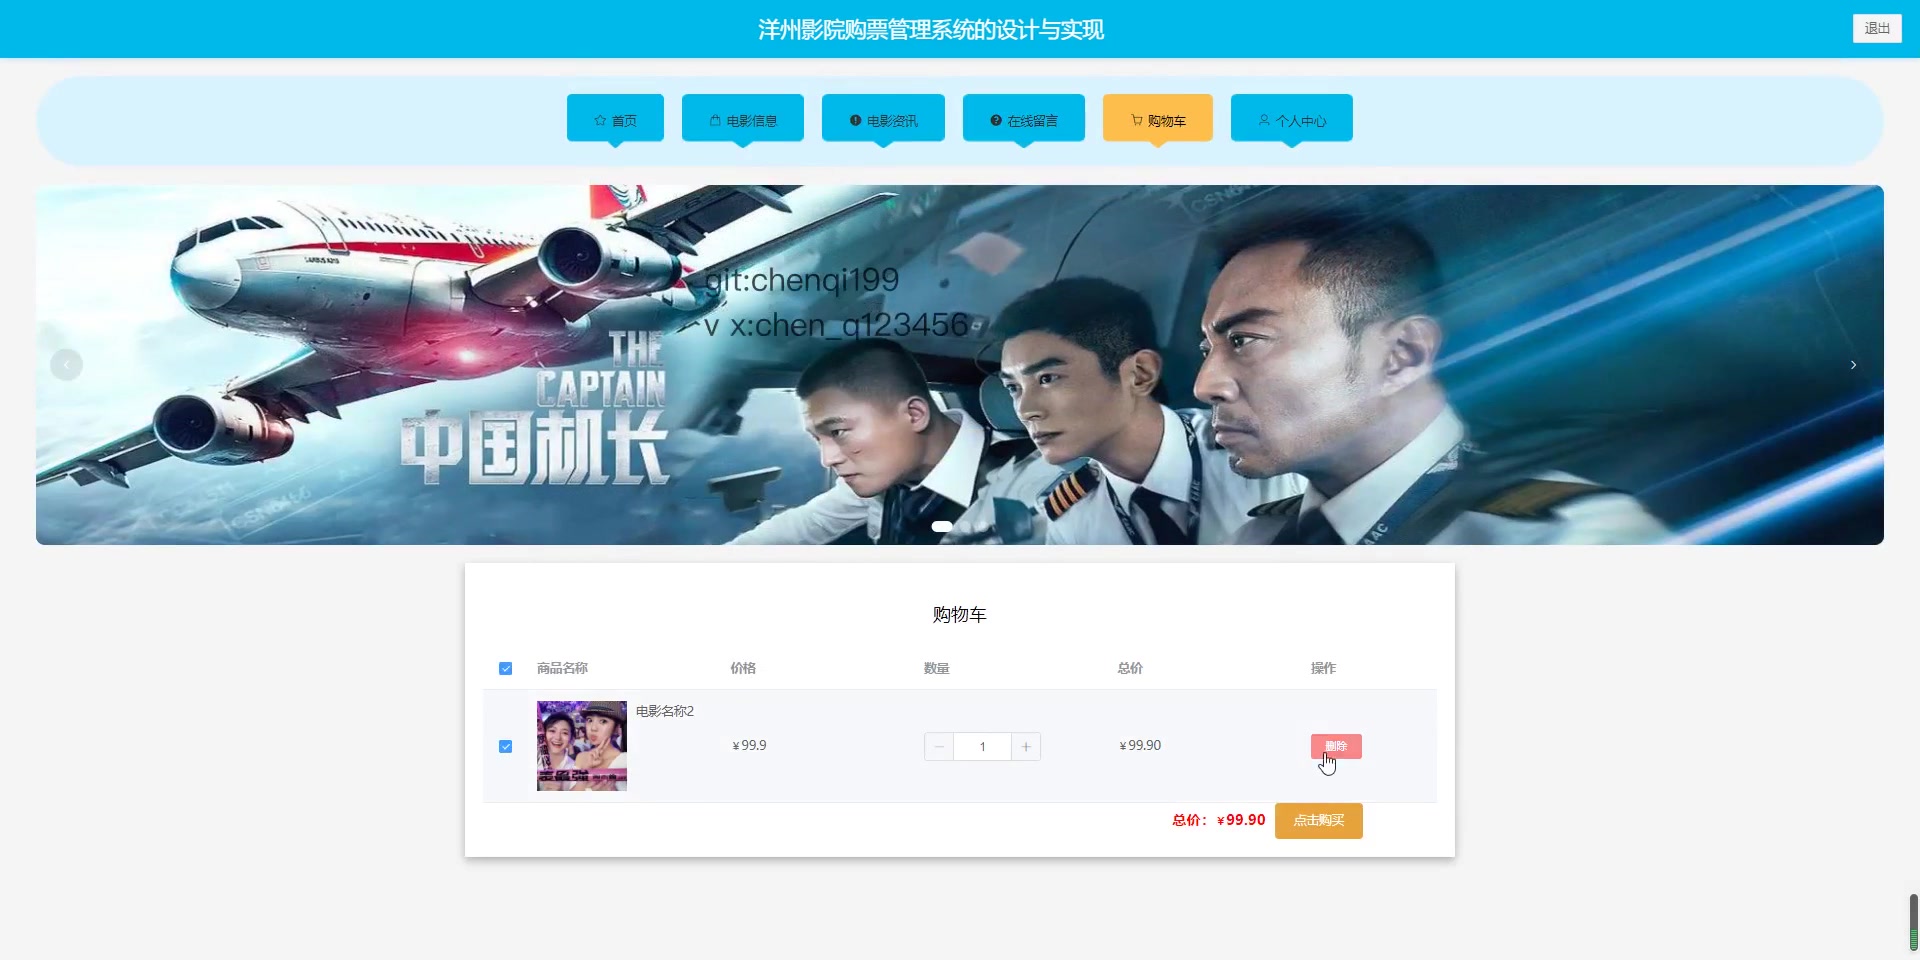 洋州影院购票管理系统的设计与实现
退出
首页
电影信息
电影资讯
在线留言
购物车
个人中心
git:chenqi199
v x:chen_q123456
THE
CAPTAIN
中国机长
购物车
商品名称 价格 数量 总价 操作
电影名称2
¥99.9 1 ¥99.90 删除
总价：¥99.90 点击购买